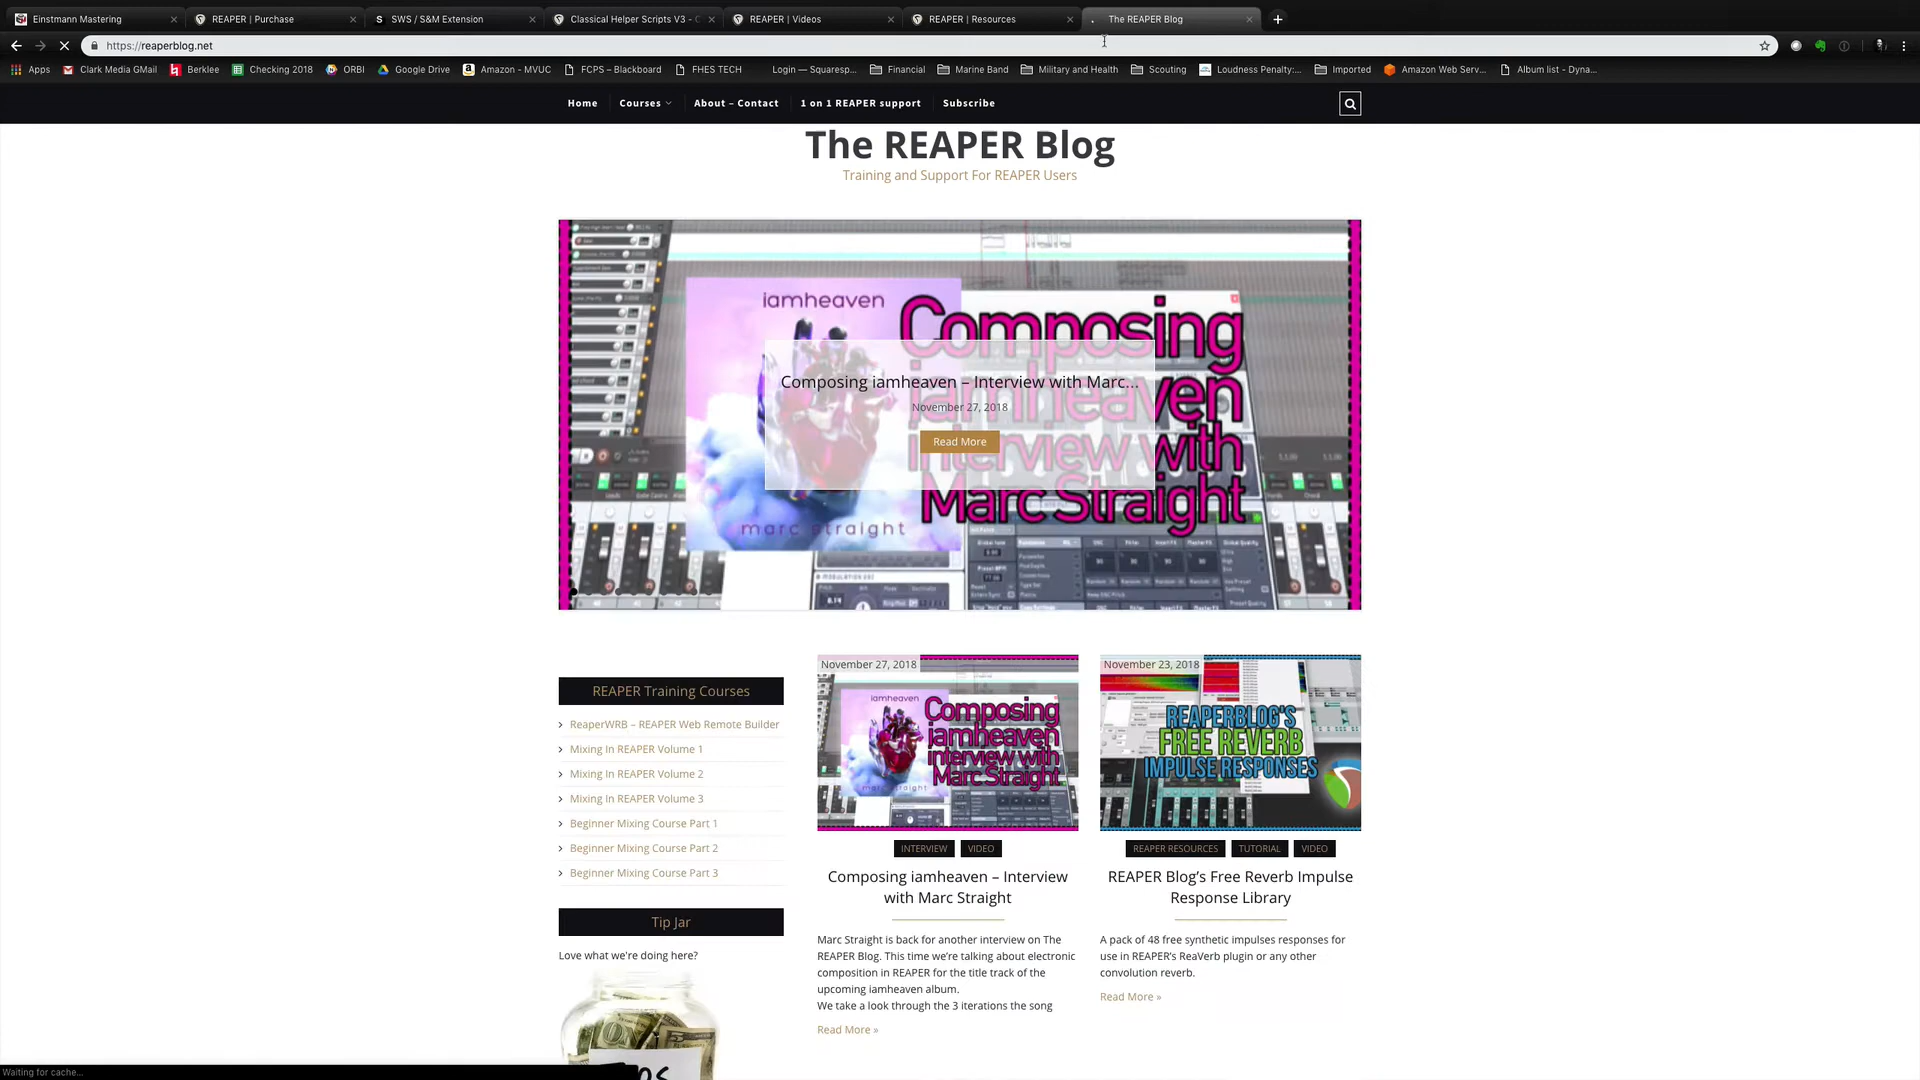 Einstmann Mastering
REAPER | Purchase
SWS / S&M Extension
Classical Helper Scripts V3 - C
REAPER | Videos
REAPER | Resources
The REAPER Blog
https://reaperblog.net
Apps
Clark Media GMail
Berklee
Checking 2018
ORBI
Google Drive
Amazon - MVUC
FCPS – Blackboard
FHES TECH
Login — Squaresp...
Financial
Marine Band
Military and Health
Scouting
Loudness Penalty:...
Imported
Amazon Web Serv...
Album list - Dyna...
Home
Courses
About – Contact
1 on 1 REAPER support
Subscribe
The REAPER Blog
Training and Support For REAPER Users
iamheaven
Composing
iamheaven
interview with
Marc Straight
marc straight
Composing iamheaven – Interview with Marc...
November 27, 2018
Read More
REAPER Training Courses
ReaperWRB – REAPER Web Remote Builder
Mixing In REAPER Volume 1
Mixing In REAPER Volume 2
Mixing In REAPER Volume 3
Beginner Mixing Course Part 1
Beginner Mixing Course Part 2
Beginner Mixing Course Part 3
Tip Jar
Love what we're doing here?
November 27, 2018
iamheaven
Composing
iamheaven
interview with
Marc Straight
marc straight
INTERVIEW
VIDEO
Composing iamheaven – Interview
with Marc Straight
Marc Straight is back for another interview on The
REAPER Blog. This time we're talking about electronic
composition in REAPER for the title track of the
upcoming iamheaven album.
We take a look through the 3 iterations the song
Read More »
November 23, 2018
REAPERBLOG'S
FREE REVERB
IMPULSE RESPONSES
REAPER RESOURCES
TUTORIAL
VIDEO
REAPER Blog's Free Reverb Impulse
Response Library
A pack of 48 free synthetic impulses responses for
use in REAPER's ReaVerb plugin or any other
convolution reverb.
Read More »
Waiting for cache...